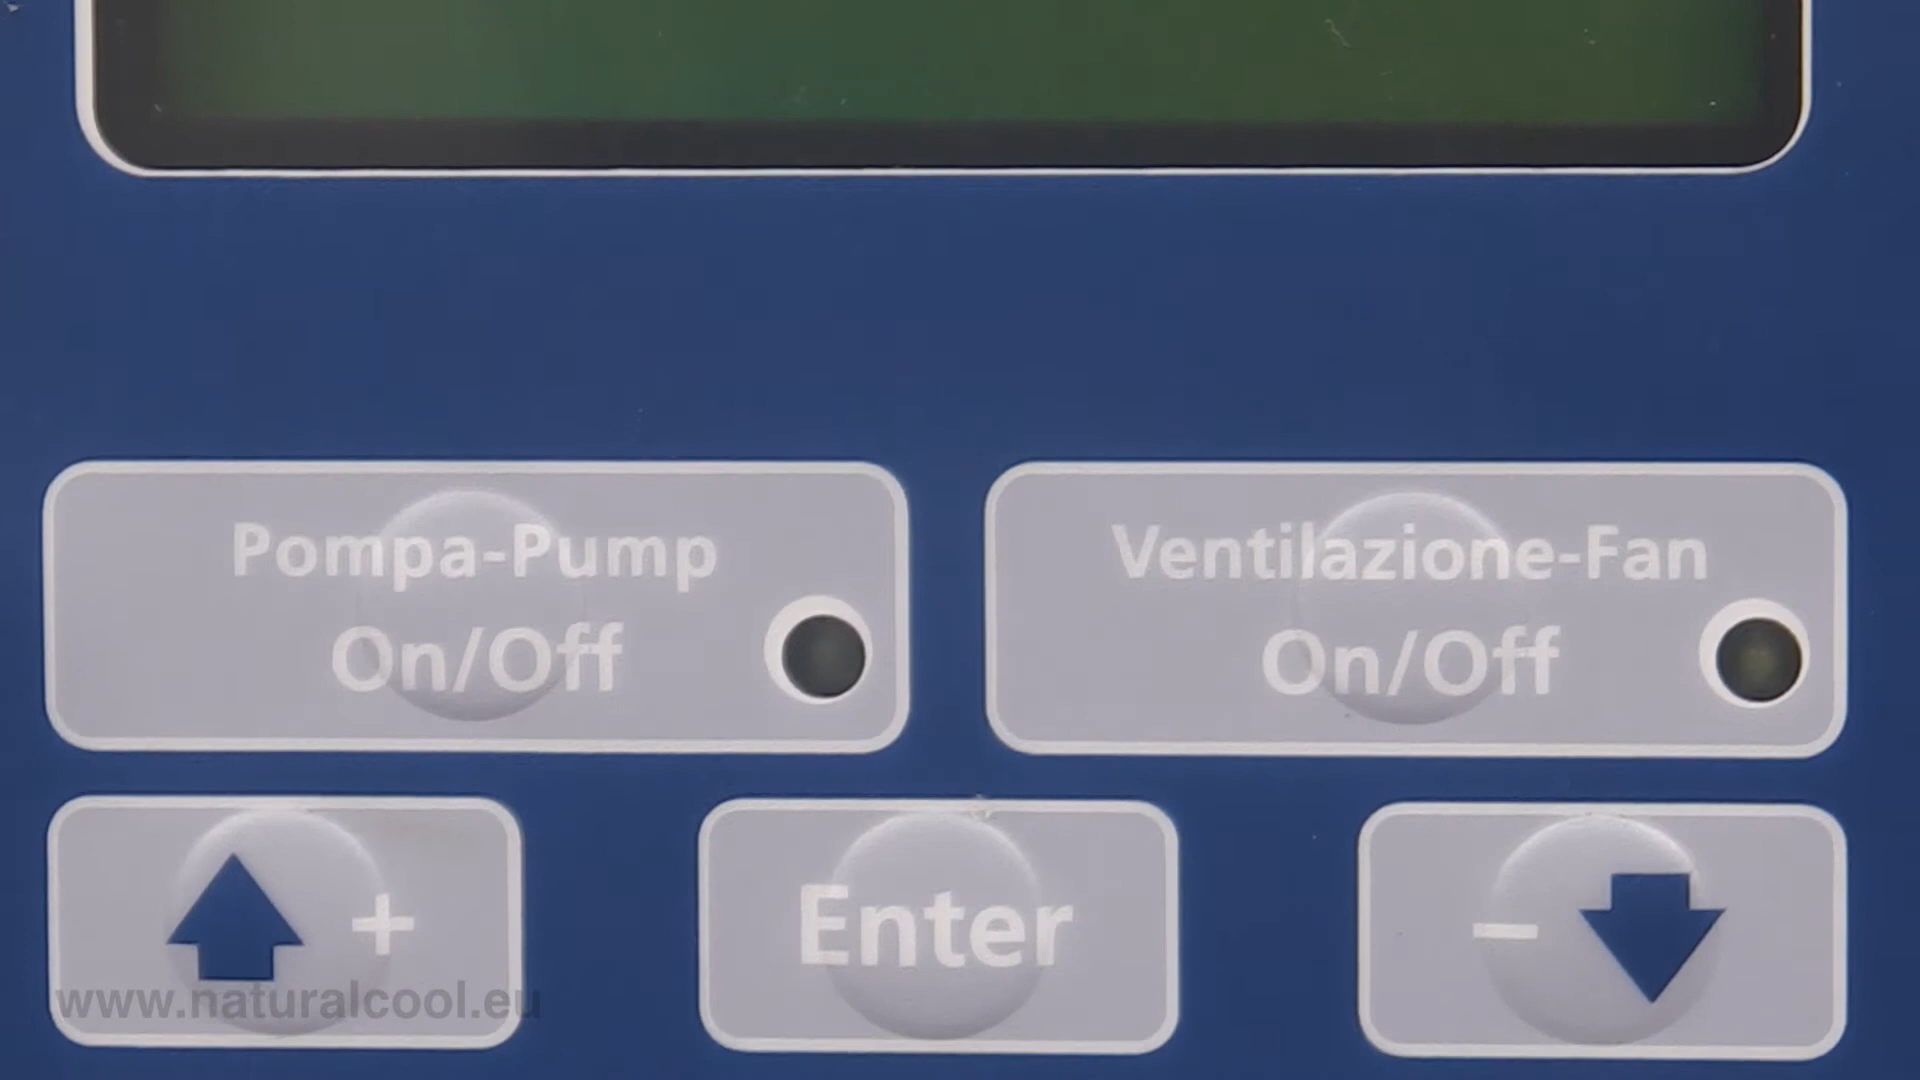 Pompa-Pump
On/Off
Ventilazione-Fan
On/Off
+
Enter
-
www.naturalcool.eu